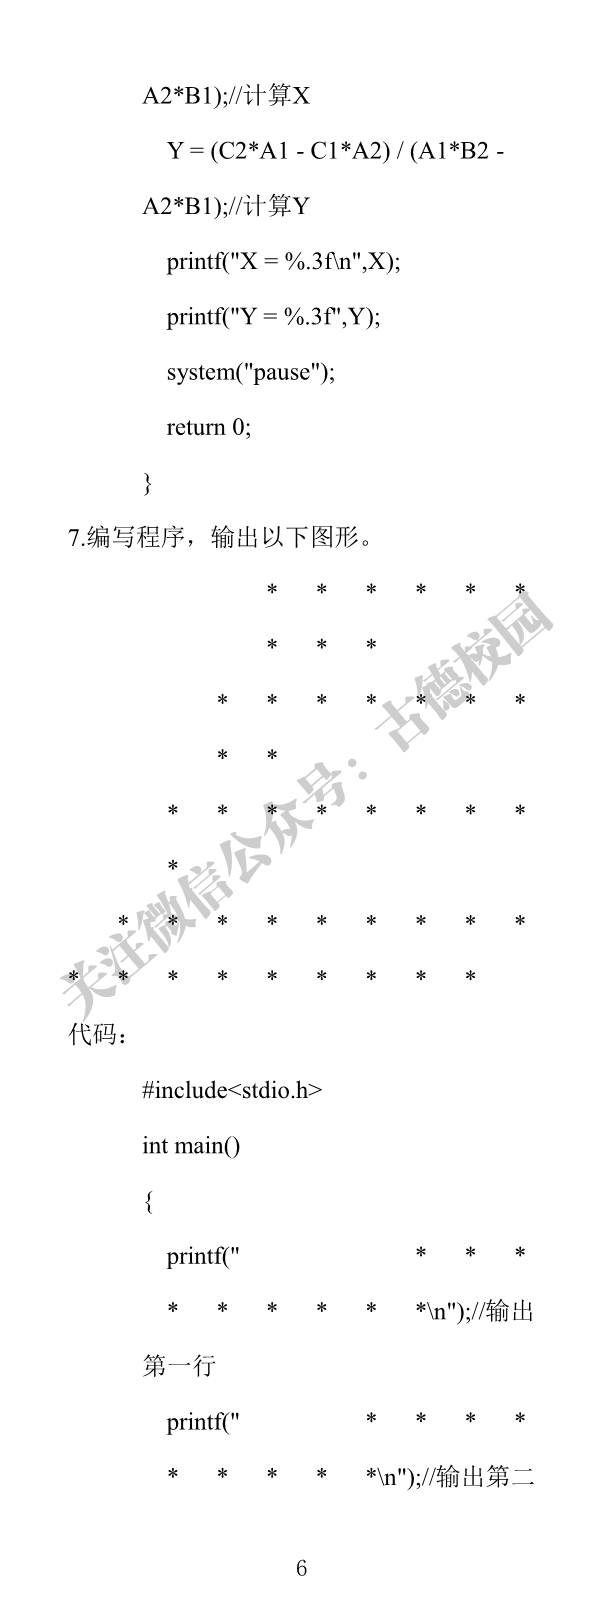 A2*B1);//计算X
Y = (C2*A1 - C1*A2) / (A1*B2 -
A2*B1);//计算Y
printf("X = %.3f\n",X);
printf("Y = %.3f",Y);
system("pause");
return 0;
}
7.编写程序，输出以下图形。
* * * * * *
* * *
* * * * * * *
* *
* * * * * * * *
*
* * * * * * * * *
* * * * * * * * *
代码：
#include<stdio.h>
int main()
{
printf(" * * *
* * * * * *\n");//输出
第一行
printf(" * * * *
* * * * *\n");//输出第二
6
关注微信公众号：古德校园